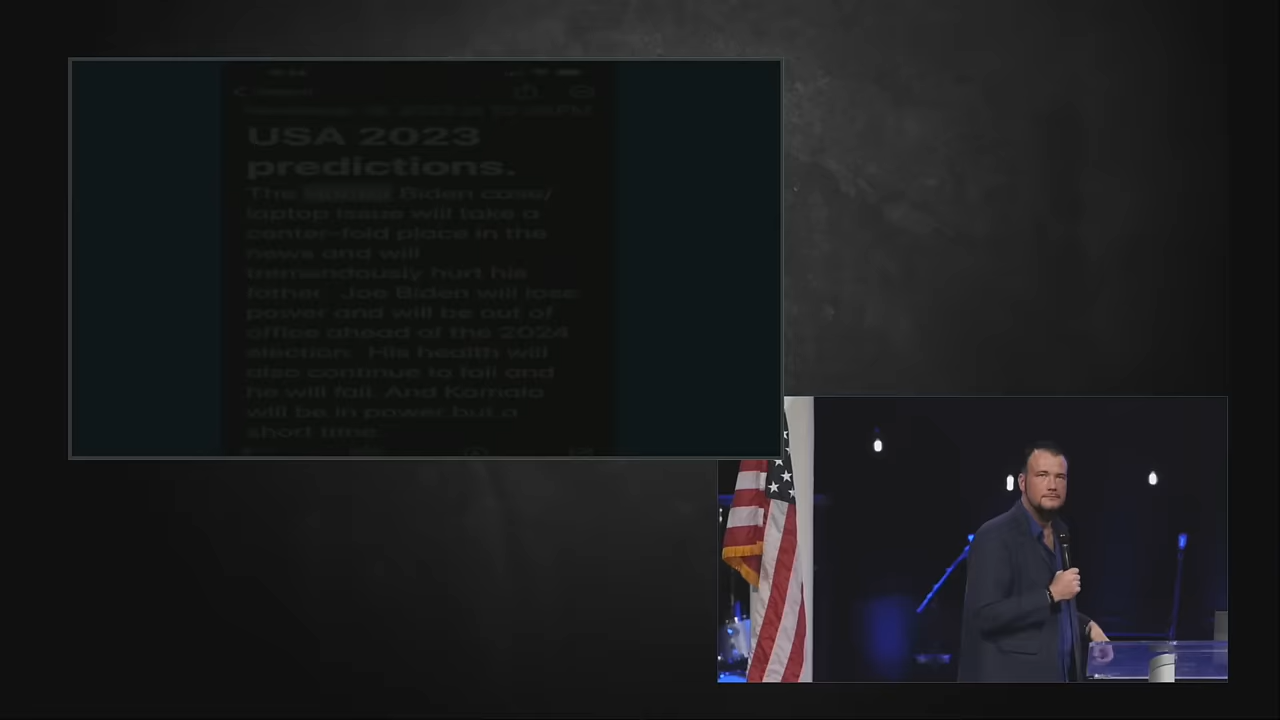 USA 2023
predictions.
The Biden case/
laptop issue will take a
center-fold place in the
news and will
tremendously hurt his
father. Joe Biden will lose
power and will be out of
office ahead of the 2024
election. His health will
also continue to fail and
he will fall. And Kamala
will be in power but a
short time.